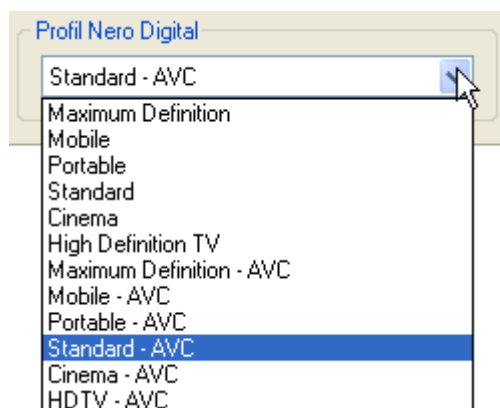 Profil Nero Digital
Standard - AVC
Maximum Definition
Mobile
Portable
Standard
Cinema
High Definition TV
Maximum Definition - AVC
Mobile - AVC
Portable - AVC
Standard - AVC
Cinema - AVC
HDTV - AVC